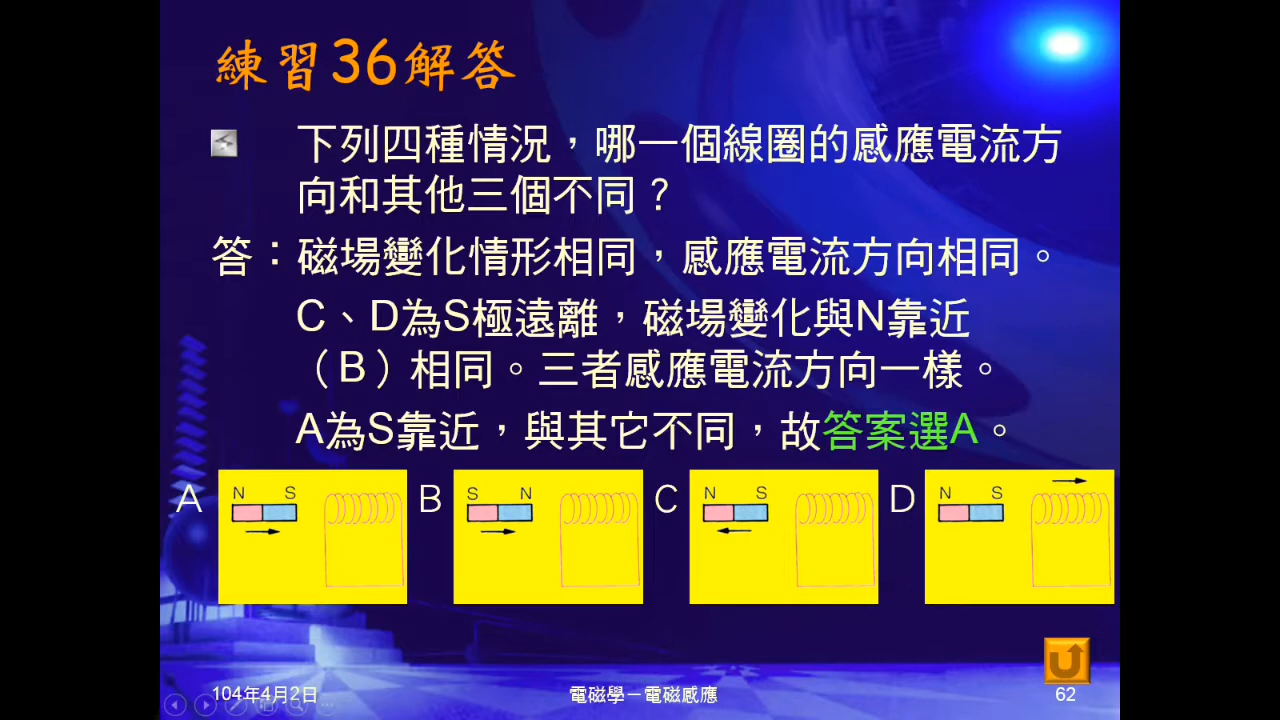 練習36解答
下列四種情況，哪一個線圈的感應電流方
向和其他三個不同？
答：磁場變化情形相同，感應電流方向相同。
C、D為S極遠離，磁場變化與N靠近
（B）相同。三者感應電流方向一樣。
A為S靠近，與其它不同，故答案選A。
A N S
B S N
C N S
D N S
104年4月2日 電磁學－電磁感應 62